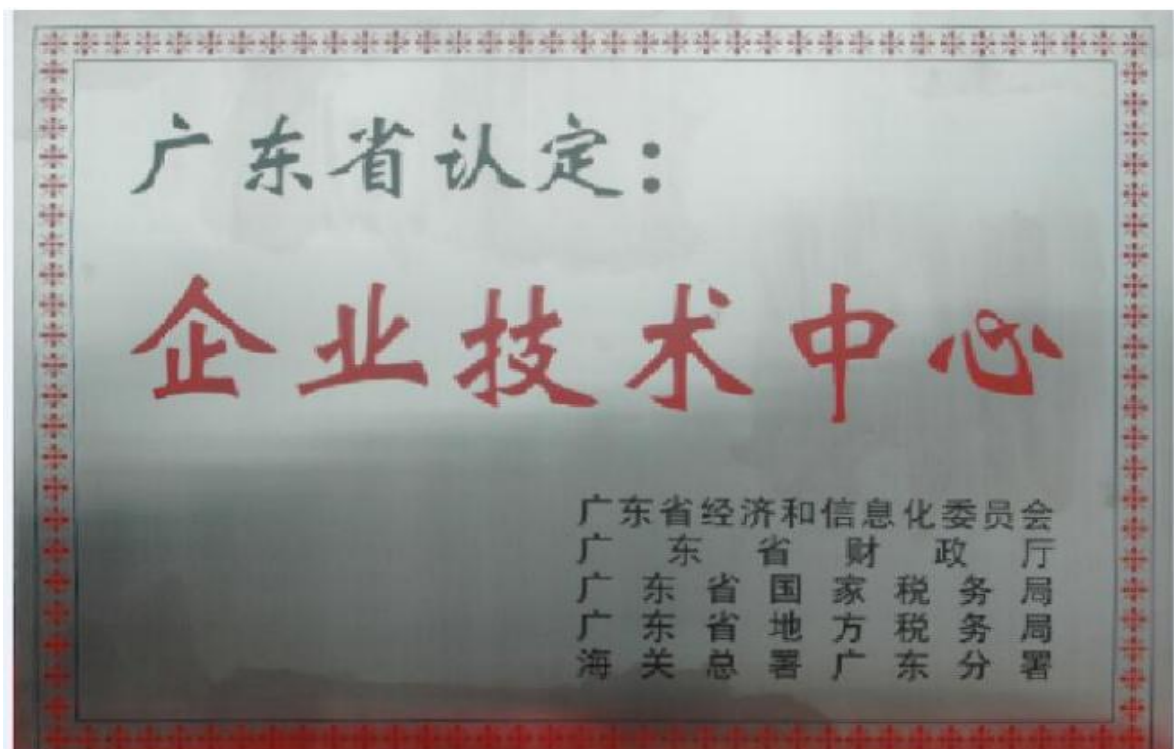 广东省认定：
企业技术中心
广东省经济和信息化委员会
广东省财政厅
广东省国家税务局
广东省地方税务局
海关总署广东分署